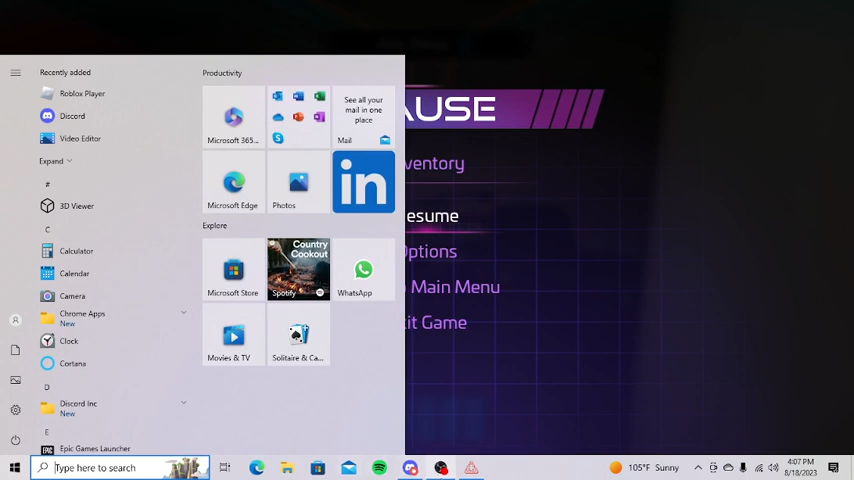 Recently added
Roblox Player
Discord
Video Editor
Expand
#
3D Viewer
C
Calculator
Calendar
Camera
Chrome Apps
New
Clock
Cortana
D
Discord Inc
New
E
Epic Games Launcher
EPIC
Productivity
Microsoft 365...
See all your
mail in one
place
Mail
Microsoft Edge
Photos
in
Explore
Microsoft Store
Country
Cookout
Spotify
WhatsApp
Movies & TV
Solitaire & Ca...
AUSE
ventory
esume
Options
o Main Menu
it Game
Type here to search
105°F Sunny
4:07 PM
8/18/2023